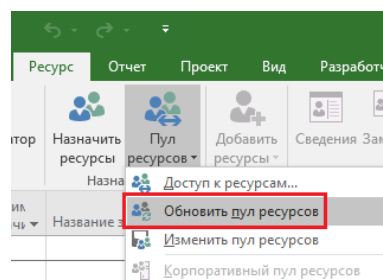 Ресурс Отчет Проект Вид
Назначить Пул Добавить Сведения
ресурсы ресурсов ресурсы
Доступ к ресурсам...
Обновить пул ресурсов
Название
Изменить пул ресурсов
Корпоративный пул ресурсов